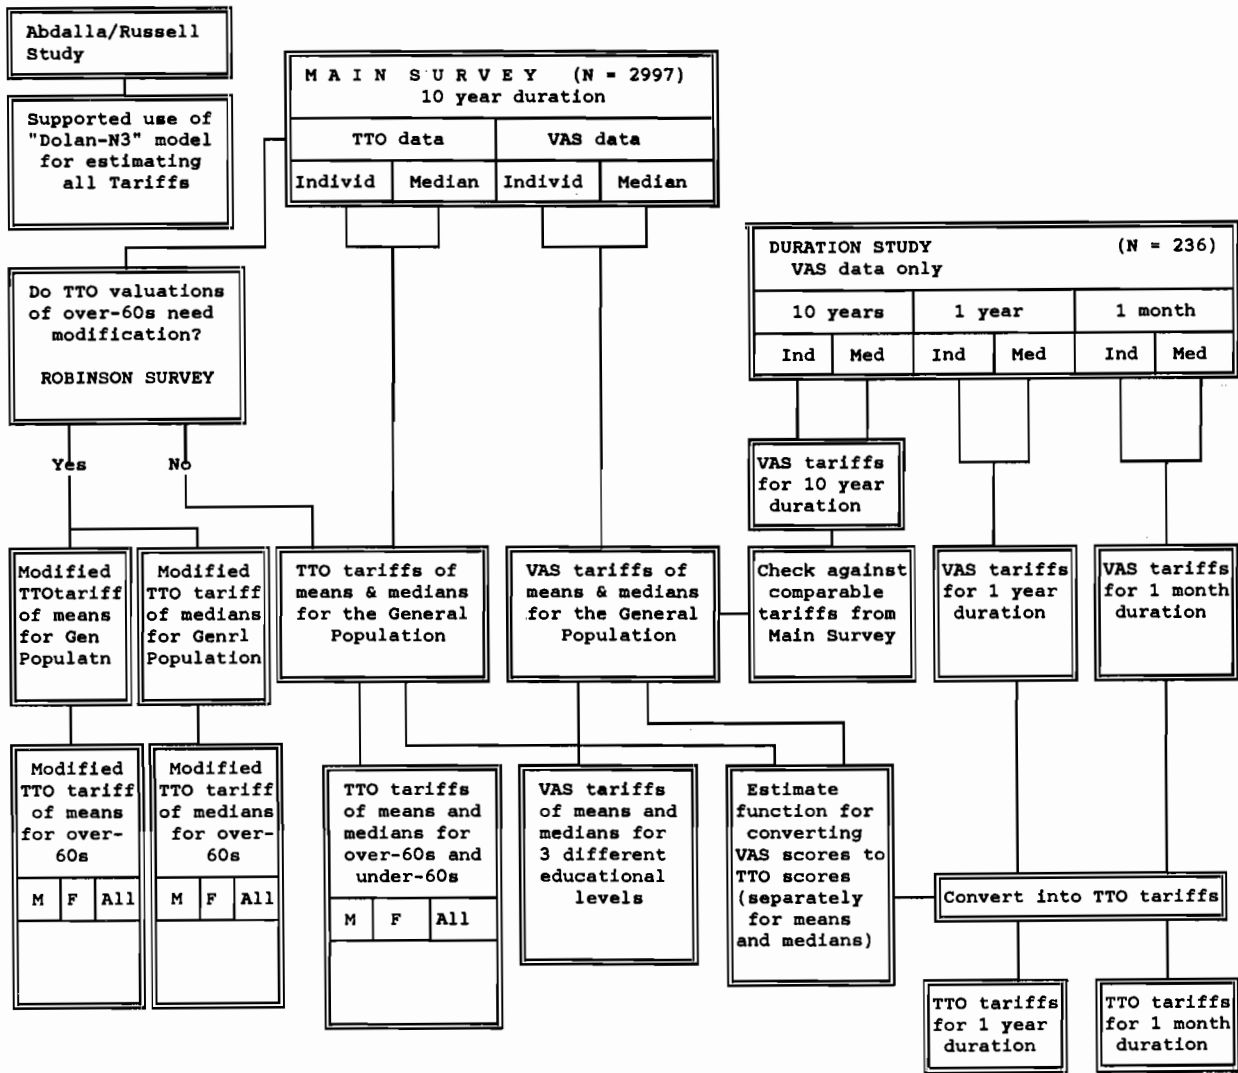 Abdalla/Russell
Study
Supported use of
"Dolan-N3" model
for estimating
all Tariffs
M A I N S U R V E Y (N = 2997)
10 year duration
TTO data
VAS data
Individ
Median
Individ
Median
DURATION STUDY (N = 236)
VAS data only
10 years
1 year
1 month
Ind
Med
Ind
Med
Ind
Med
Do TTO valuations
of over-60s need
modification?
ROBINSON SURVEY
Yes
No
VAS tariffs
for 10 year
duration
Modified
TTOtariff
of means
for Gen
Populatn
Modified
TTO tariff
of medians
for Genrl
Population
TTO tariffs of
means & medians
for the General
Population
VAS tariffs of
means & medians
for the General
Population
Check against
comparable
tariffs from
Main Survey
VAS tariffs
for 1 year
duration
VAS tariffs
for 1 month
duration
Modified
TTO tariff
of means
for over-
60s
M
F
All
Modified
TTO tariff
of medians
for over-
60s
M
F
All
TTO tariffs
of means and
medians for
over-60s and
under-60s
M
F
All
VAS tariffs
of means and
medians for
3 different
educational
levels
Estimate
function for
converting
VAS scores to
TTO scores
(separately
for means
and medians)
Convert into TTO tariffs
TTO tariffs
for 1 year
duration
TTO tariffs
for 1 month
duration